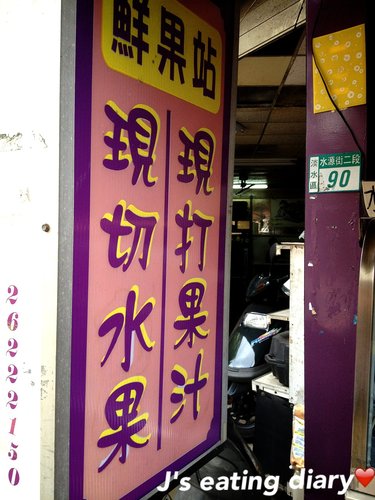 鮮果站
現打果汁
現切水果
26222150
淡水區
水源街二段
90
J's eating diary❤️